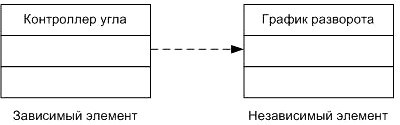 Контроллер угла
График разворота
Зависимый элемент
Независимый элемент